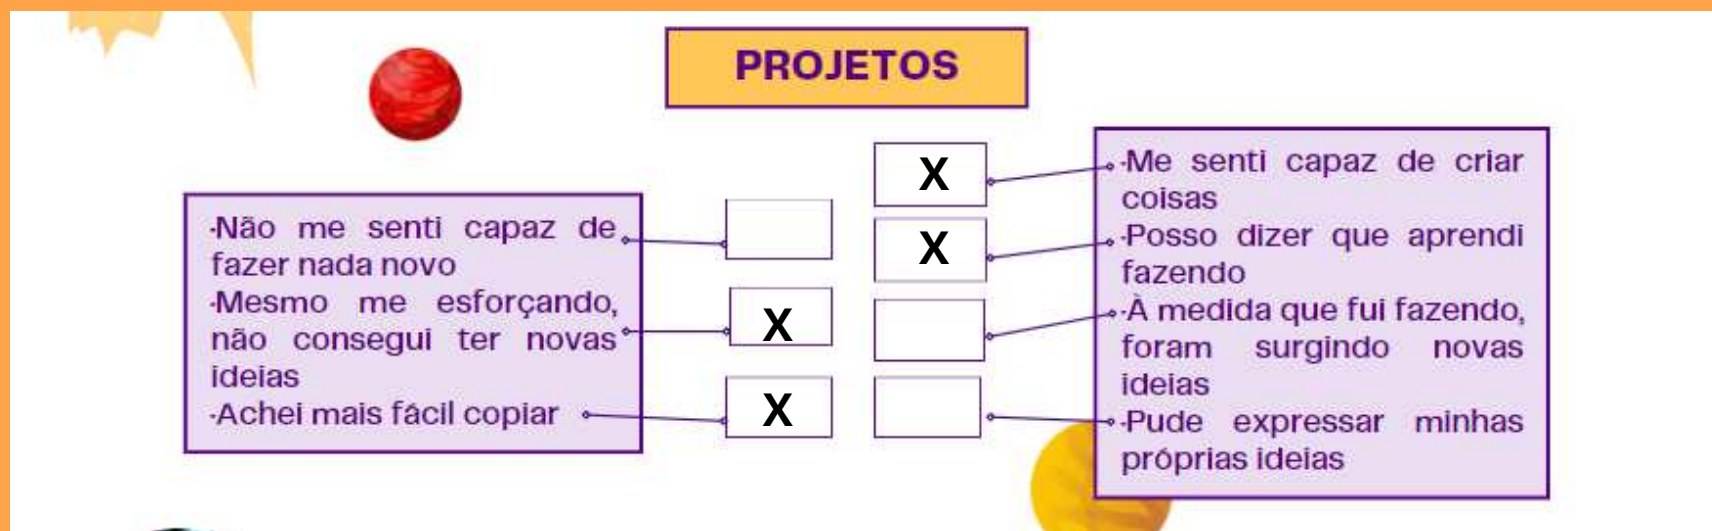 PROJETOS
·Não me senti capaz de
fazer nada novo
·Mesmo me esforçando,
não consegui ter novas
ideias
·Achei mais fácil copiar
X
X
X
X
·Me senti capaz de criar
coisas
·Posso dizer que aprendi
fazendo
·À medida que fui fazendo,
foram surgindo novas
ideias
·Pude expressar minhas
próprias ideias